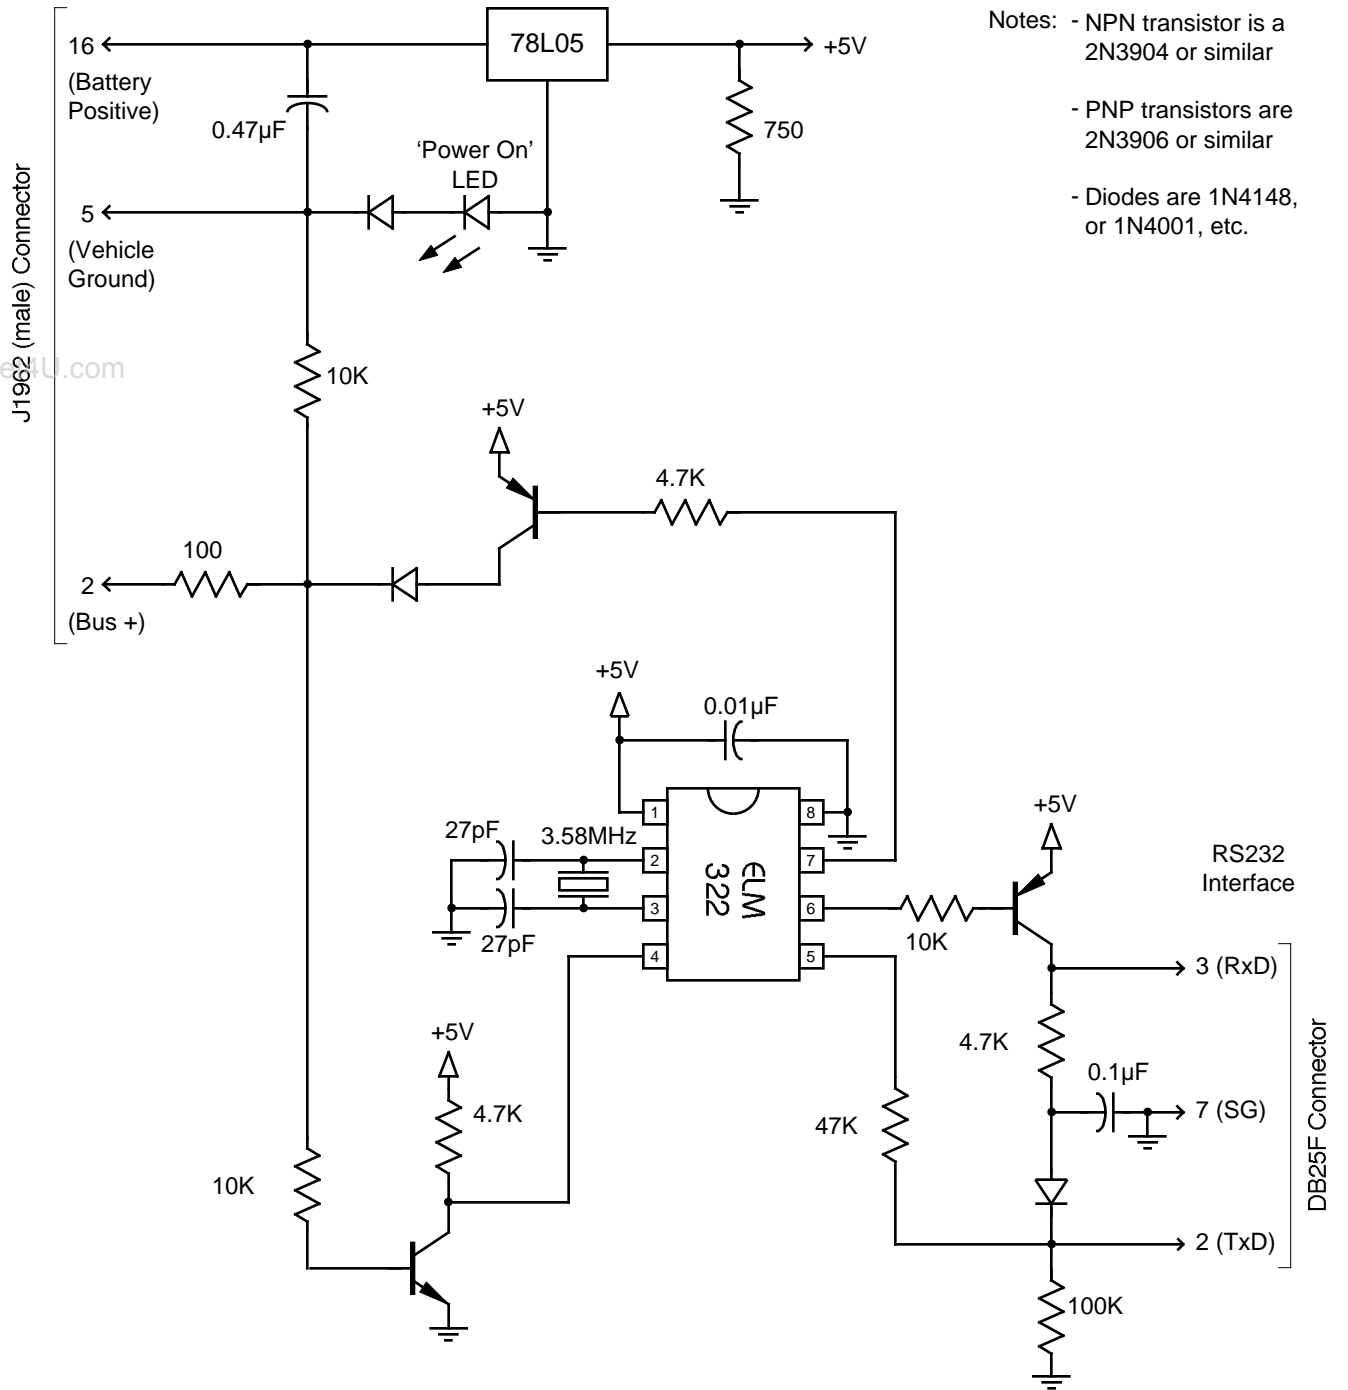 Notes: - NPN transistor is a
2N3904 or similar
- PNP transistors are
2N3906 or similar
- Diodes are 1N4148,
or 1N4001, etc.
J1962 (male) Connector
16
(Battery
Positive)
78L05
+5V
0.47µF
750
‘Power On’
LED
5
(Vehicle
Ground)
10K
+5V
4.7K
100
2
(Bus +)
+5V
0.01µF
27pF
3.58MHz
27pF
1
2
3
4
ELM
322
8
7
6
5
10K
+5V
RS232
Interface
3 (RxD)
4.7K
0.1µF
7 (SG)
47K
2 (TxD)
100K
DB25F Connector
+5V
4.7K
10K
4U.com